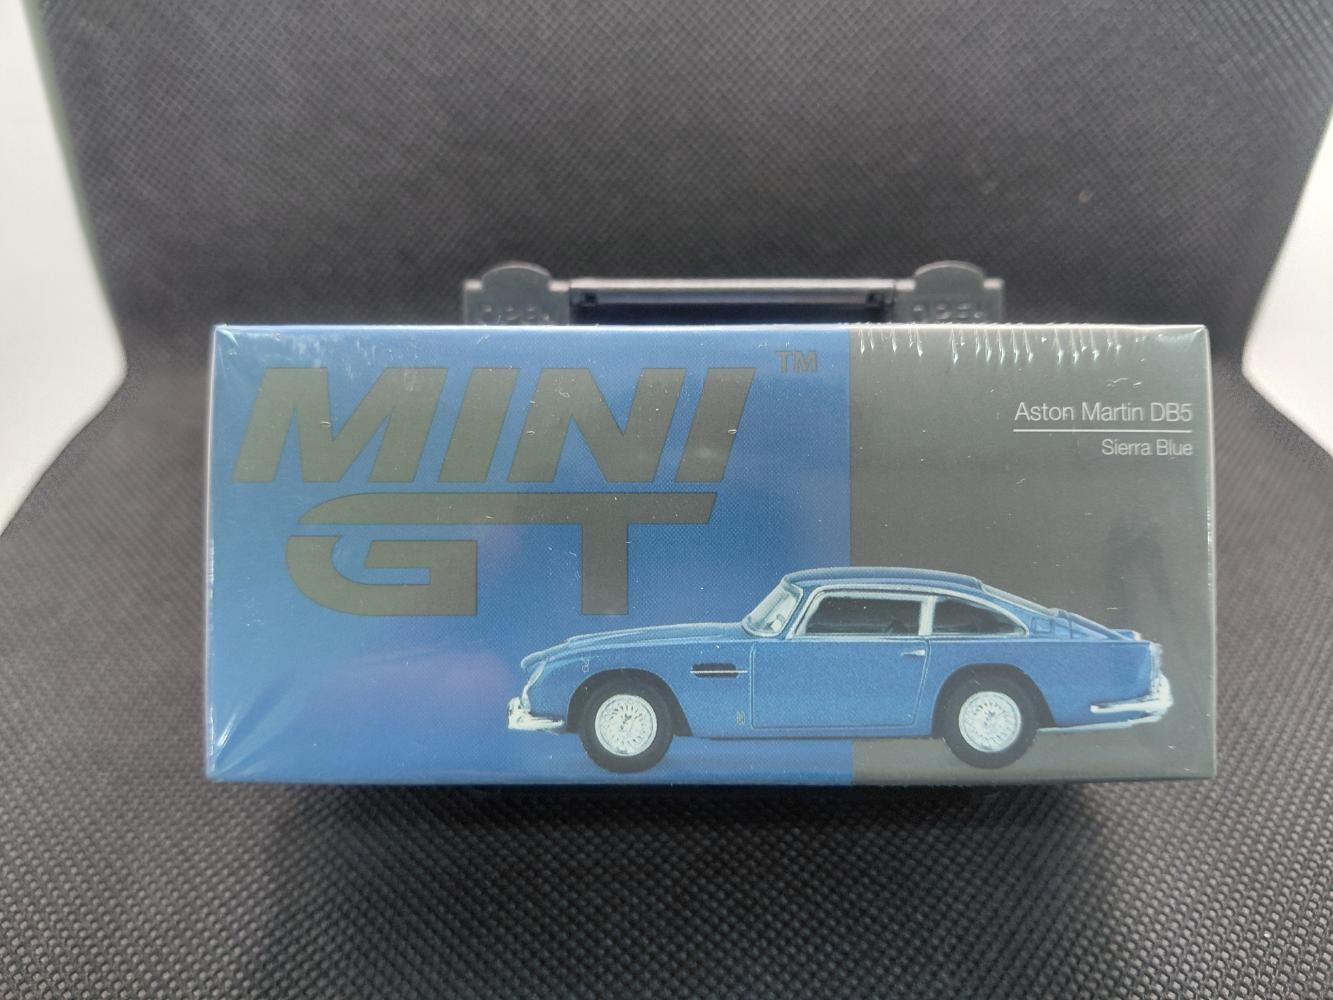 MINI
GT
TM
Aston Martin DB5
Sierra Blue